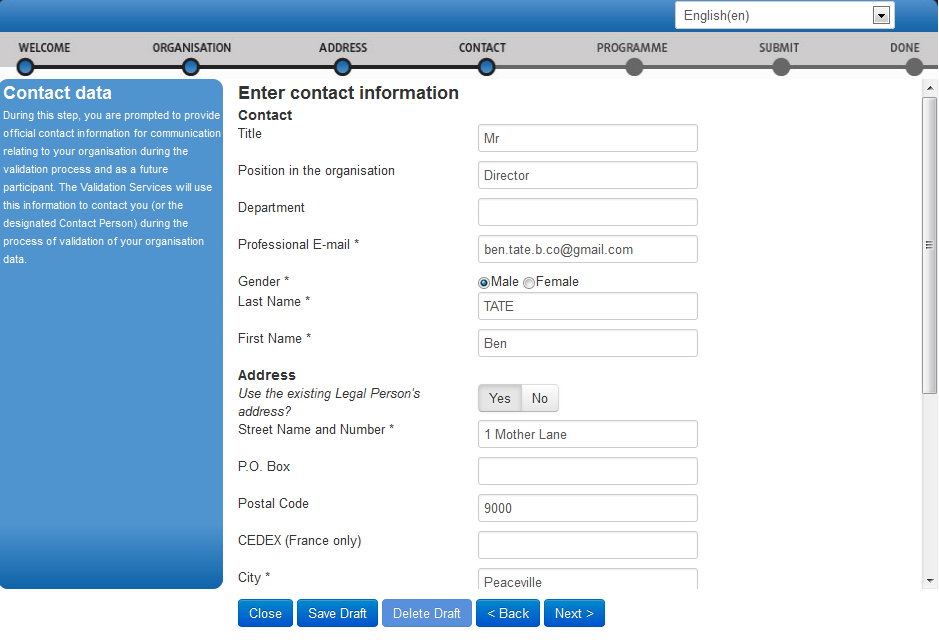 English(en)
WELCOME ORGANISATION ADDRESS CONTACT PROGRAMME SUBMIT DONE
Contact data
During this step, you are prompted to provide
official contact information for communication
relating to your organisation during the
validation process and as a future
participant. The Validation Services will use
this information to contact you (or the
designated Contact Person) during the
process of validation of your organisation
data.
Enter contact information
Contact
Title Mr
Position in the organisation Director
Department
Professional E-mail * ben.tate.b.co@gmail.com
Gender * Male Female
Last Name * TATE
First Name * Ben
Address
Use the existing Legal Person's
address? Yes No
Street Name and Number * 1 Mother Lane
P.O. Box
Postal Code 9000
CEDEX (France only)
City * Peaceville
Close Save Draft Delete Draft < Back Next >